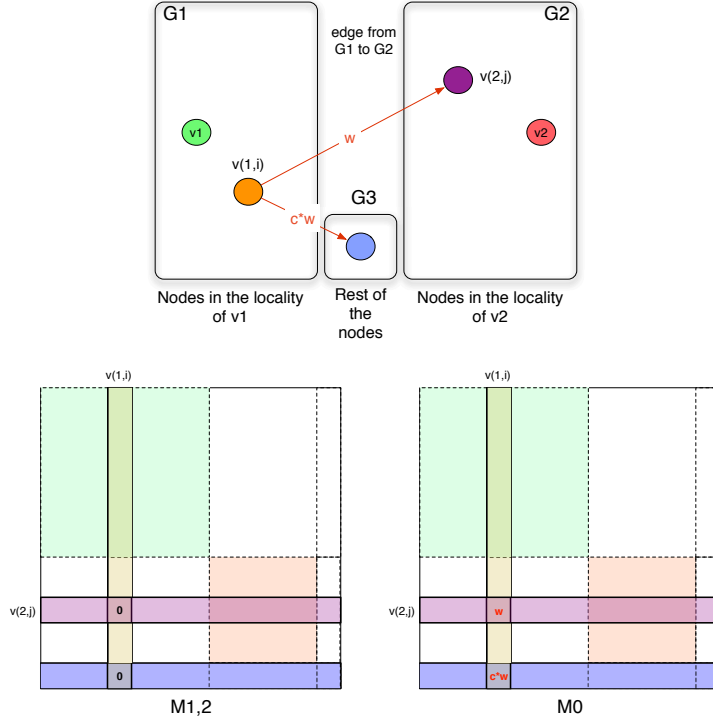 G1
G2
edge from
G1 to G2
v(2,j)
v1
v2
w
v(1,i)
G3
c*w
Nodes in the locality
of v1
Rest of
the
nodes
Nodes in the locality
of v2
v(1,i)
v(1,i)
v(2,j)
0
v(2,j)
w
0
c*w
M1,2
M0